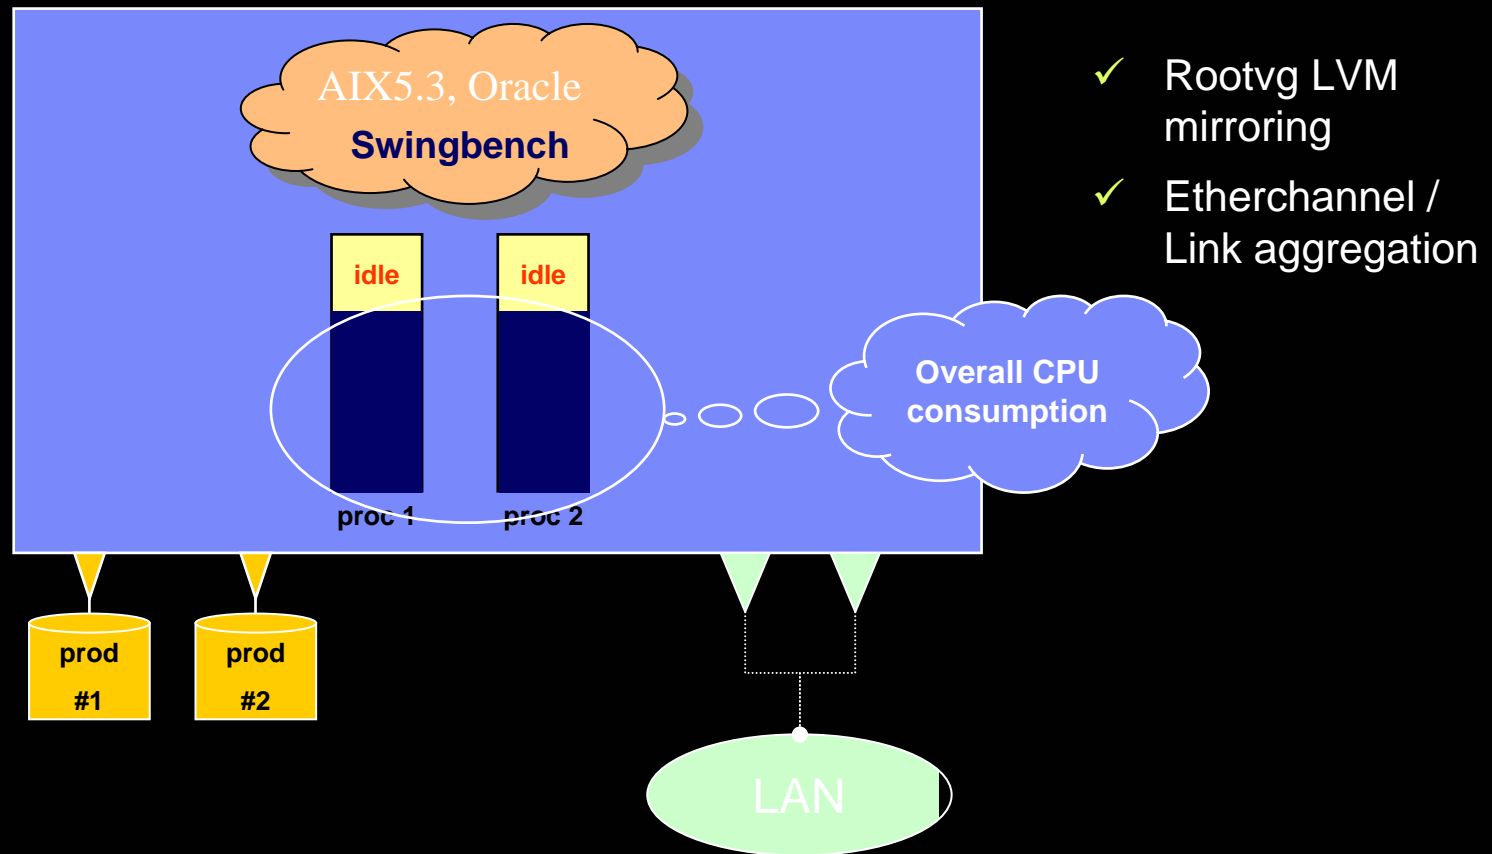 AIX5.3, Oracle
Swingbench
idle
idle
proc 1
proc 2
Overall CPU
consumption
✓ Rootvg LVM
mirroring
✓ Etherchannel /
Link aggregation
prod
#1
prod
#2
LAN